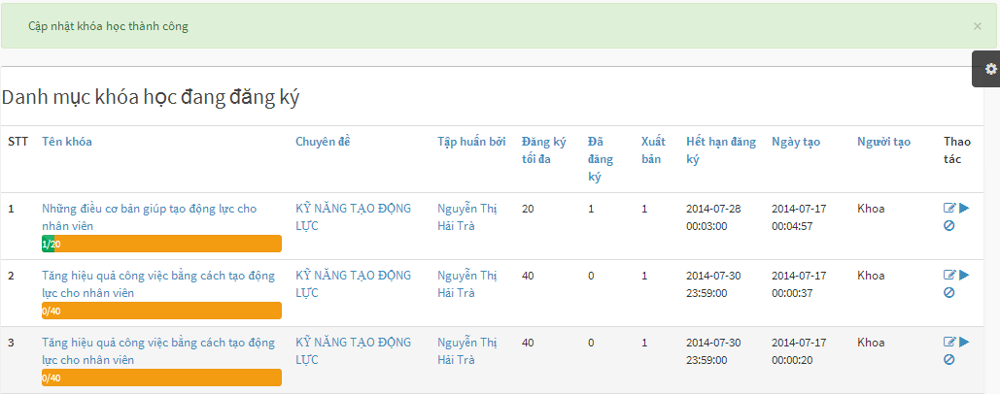 Cập nhật khóa học thành công ×
Danh mục khóa học đang đăng ký
STT Tên khóa Chuyên đề Tập huấn bởi Đăng ký tối đa Đã đăng ký Xuất bản Hết hạn đăng ký Ngày tạo Người tạo Thao tác
1 Những điều cơ bản giúp tạo động lực cho nhân viên KỸ NĂNG TẠO ĐỘNG LỰC Nguyễn Thị Hải Trà 20 1 1 2014-07-28 00:03:00 2014-07-17 00:04:57 Khoa
1/20
2 Tăng hiệu quả công việc bằng cách tạo động lực cho nhân viên KỸ NĂNG TẠO ĐỘNG LỰC Nguyễn Thị Hải Trà 40 0 1 2014-07-30 23:59:00 2014-07-17 00:00:37 Khoa
0/40
3 Tăng hiệu quả công việc bằng cách tạo động lực cho nhân viên KỸ NĂNG TẠO ĐỘNG LỰC Nguyễn Thị Hải Trà 40 0 1 2014-07-30 23:59:00 2014-07-17 00:00:20 Khoa
0/40